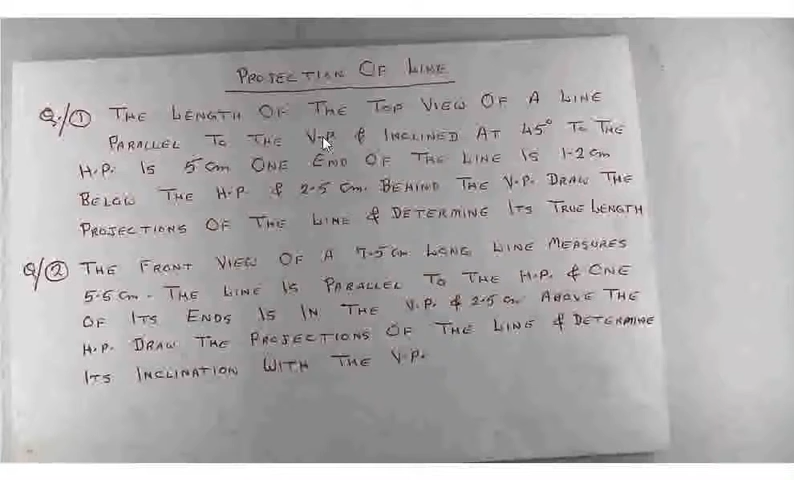 PROJECTION OF LINE
Q/① THE LENGTH OF THE TOP VIEW OF A LINE
PARALLEL TO THE V.P. & INCLINED AT 45° TO THE
H.P. IS 5 cm ONE END OF THE LINE IS 1.2 cm
BELOW THE H.P. & 2.5 cm. BEHIND THE V.P. DRAW THE
PROJECTIONS OF THE LINE & DETERMINE ITS TRUE LENGTH
Q/② THE FRONT VIEW OF A 7.5 cm LONG LINE MEASURES
5.5 cm. THE LINE IS PARALLEL TO THE H.P. & ONE
OF ITS ENDS IS IN THE V.P. & 2.5 cm ABOVE THE
H.P. DRAW THE PROJECTIONS OF THE LINE & DETERMINE
ITS INCLINATION WITH THE V.P.